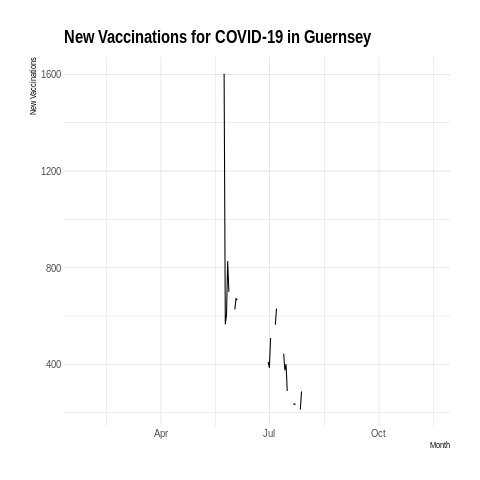 New Vaccinations for COVID-19 in Guernsey
New Vaccinations
1600
1200
800
400
Apr Jul Oct
Month